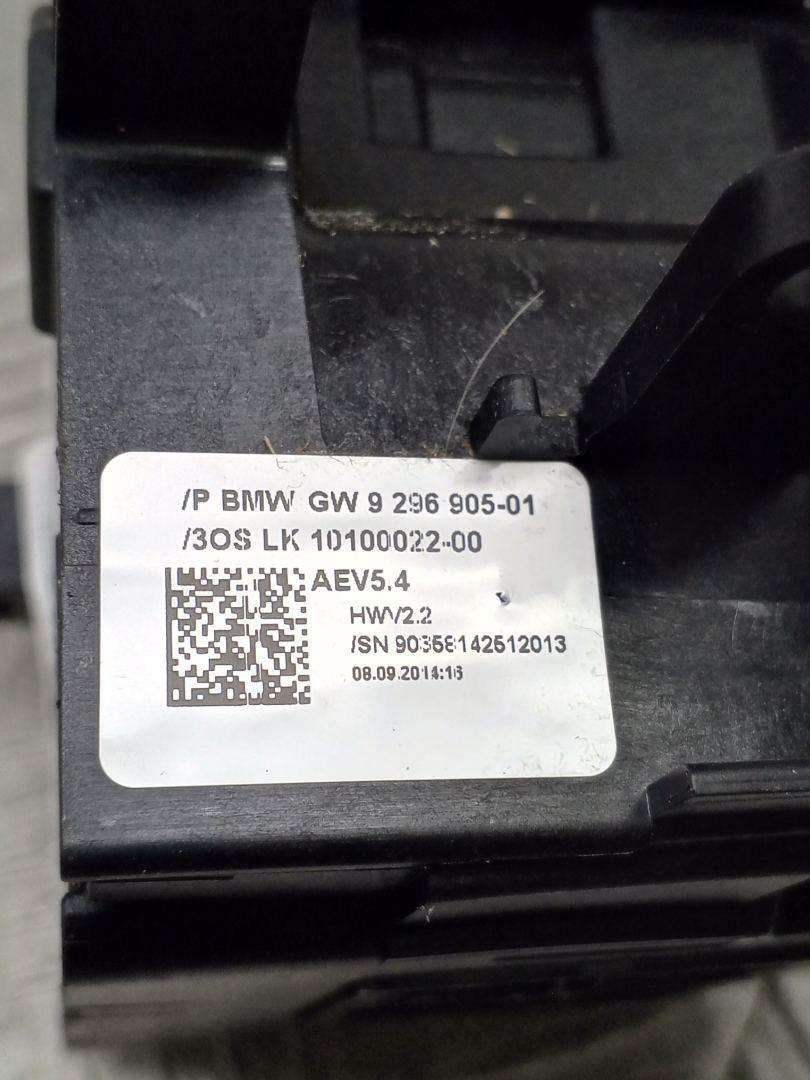 /P BMW GW 9 296 905-01
/3OS LK 10100022-00
AEV5.4
HWV2.2
/SN 90358142512013
08.09.2014:16